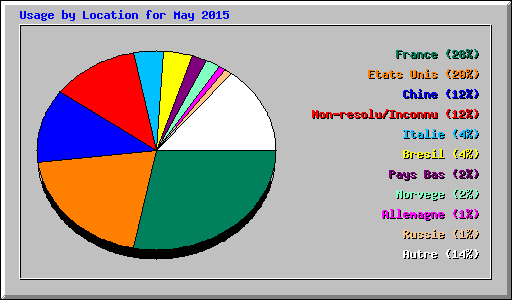 Usage by Location for May 2015
France (28%)
Etats Unis (20%)
Chine (12%)
Non-resolu/Inconnu (12%)
Italie (4%)
Bresil (4%)
Pays Bas (2%)
Norvege (2%)
Allemagne (1%)
Russie (1%)
Autre (14%)